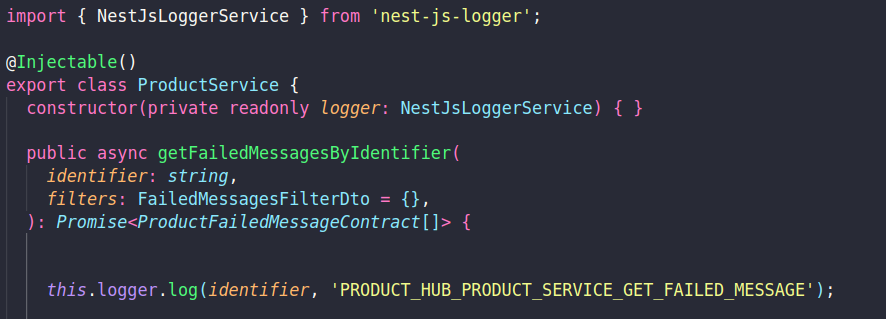 import { NestJsLoggerService } from 'nest-js-logger';
@Injectable()
export class ProductService {
constructor(private readonly logger: NestJsLoggerService) { }
public async getFailedMessagesByIdentifier(
identifier: string,
filters: FailedMessagesFilterDto = {},
): Promise<ProductFailedMessageContract[]> {
this.logger.log(identifier, 'PRODUCT_HUB_PRODUCT_SERVICE_GET_FAILED_MESSAGE');